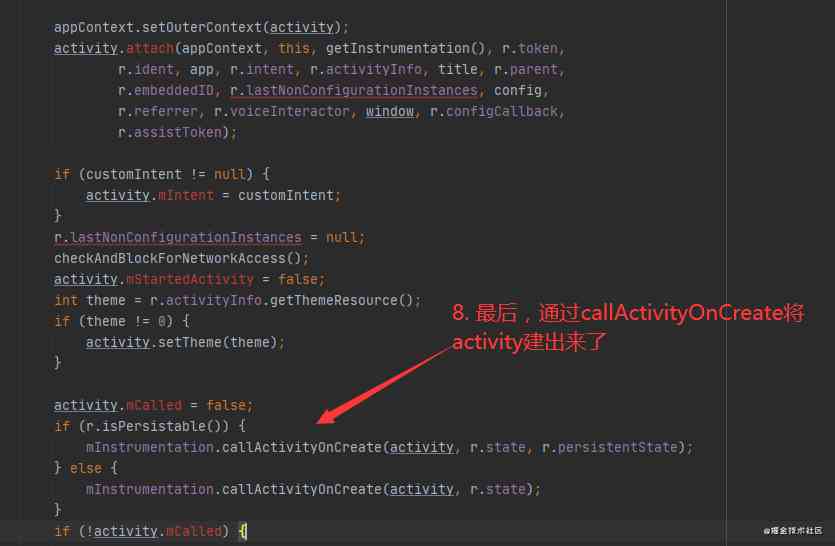 appContext.setOuterContext(activity);
activity.attach(appContext, this, getInstrumentation(), r.token,
r.ident, app, r.intent, r.activityInfo, title, r.parent,
r.embeddedID, r.lastNonConfigurationInstances, config,
r.referrer, r.voiceInteractor, window, r.configCallback,
r.assistToken);
if (customIntent != null) {
activity.mIntent = customIntent;
}
r.lastNonConfigurationInstances = null;
checkAndBlockForNetworkAccess();
activity.mStartedActivity = false;
int theme = r.activityInfo.getThemeResource();
if (theme != 0) {
activity.setTheme(theme);
}
8. 最后，通过callActivityOnCreate将
activity建出来了
activity.mCalled = false;
if (r.isPersistable()) {
mInstrumentation.callActivityOnCreate(activity, r.state, r.persistentState);
} else {
mInstrumentation.callActivityOnCreate(activity, r.state);
}
if (!activity.mCalled) {
@掘金技术社区